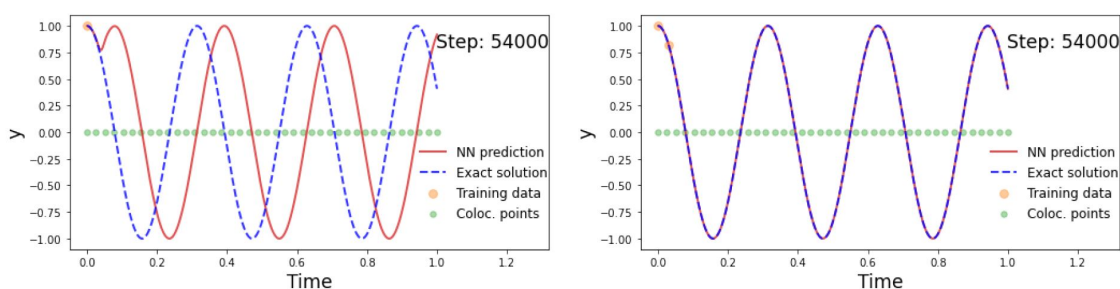 1.00
0.75
0.50
0.25
0.00
−0.25
−0.50
−0.75
−1.00
y
Step: 54000
NN prediction
Exact solution
Training data
Coloc. points
0.0 0.2 0.4 0.6 0.8 1.0 1.2
Time
1.00
0.75
0.50
0.25
0.00
−0.25
−0.50
−0.75
−1.00
y
Step: 54000
NN prediction
Exact solution
Training data
Coloc. points
0.0 0.2 0.4 0.6 0.8 1.0 1.2
Time